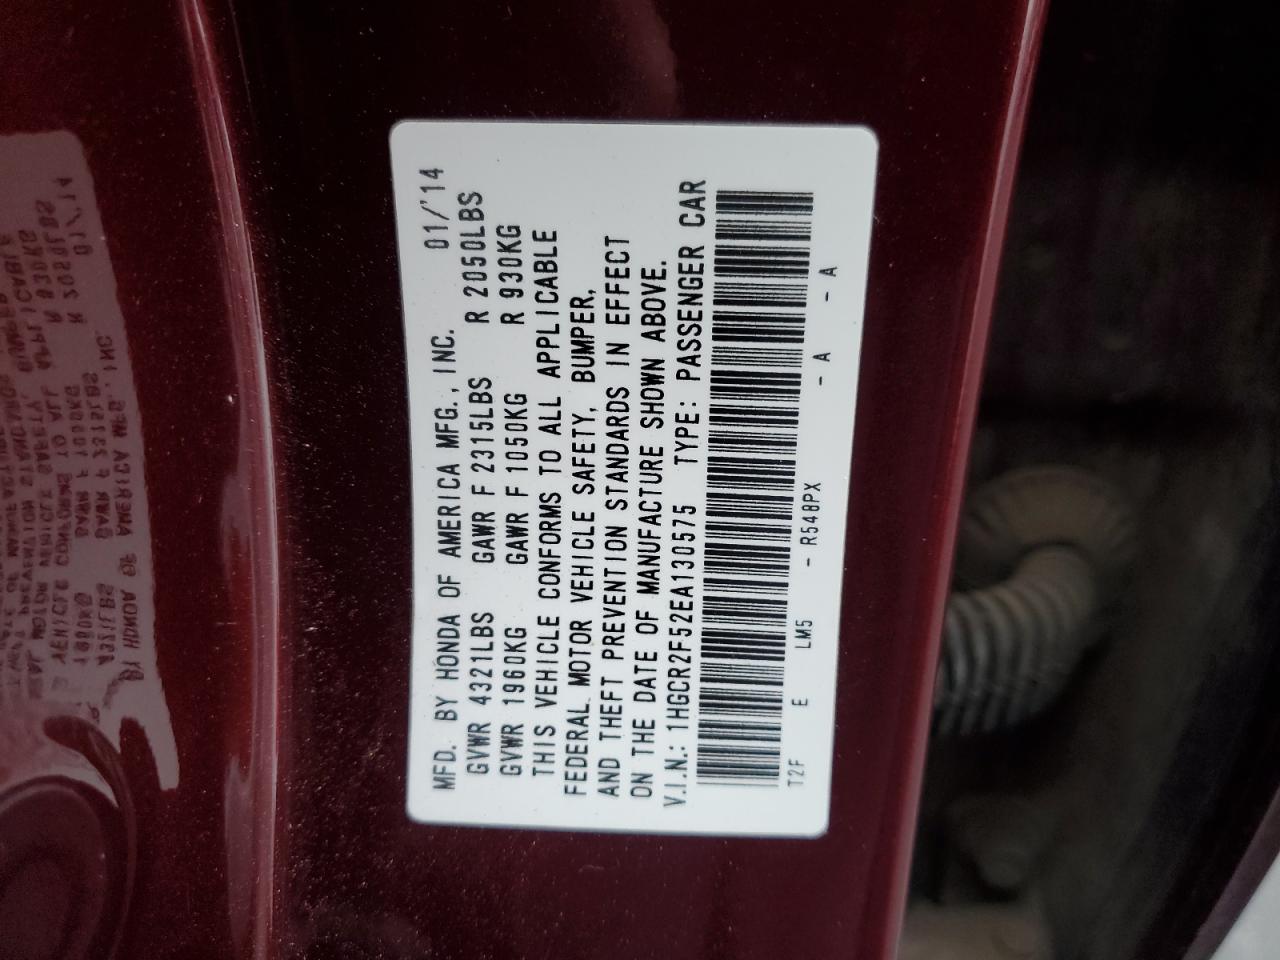 MFD. BY HONDA OF AMERICA MFG., INC. 01/'14
GVWR 4321LBS GAWR F 2315LBS R 2050LBS
GVWR 1960KG GAWR F 1050KG R 930KG
THIS VEHICLE CONFORMS TO ALL APPLICABLE
FEDERAL MOTOR VEHICLE SAFETY, BUMPER,
AND THEFT PREVENTION STANDARDS IN EFFECT
ON THE DATE OF MANUFACTURE SHOWN ABOVE.
V.I.N.: 1HGCR2F52EA130575 TYPE: PASSENGER CAR
T2F E LM5 - R548PX - A - A